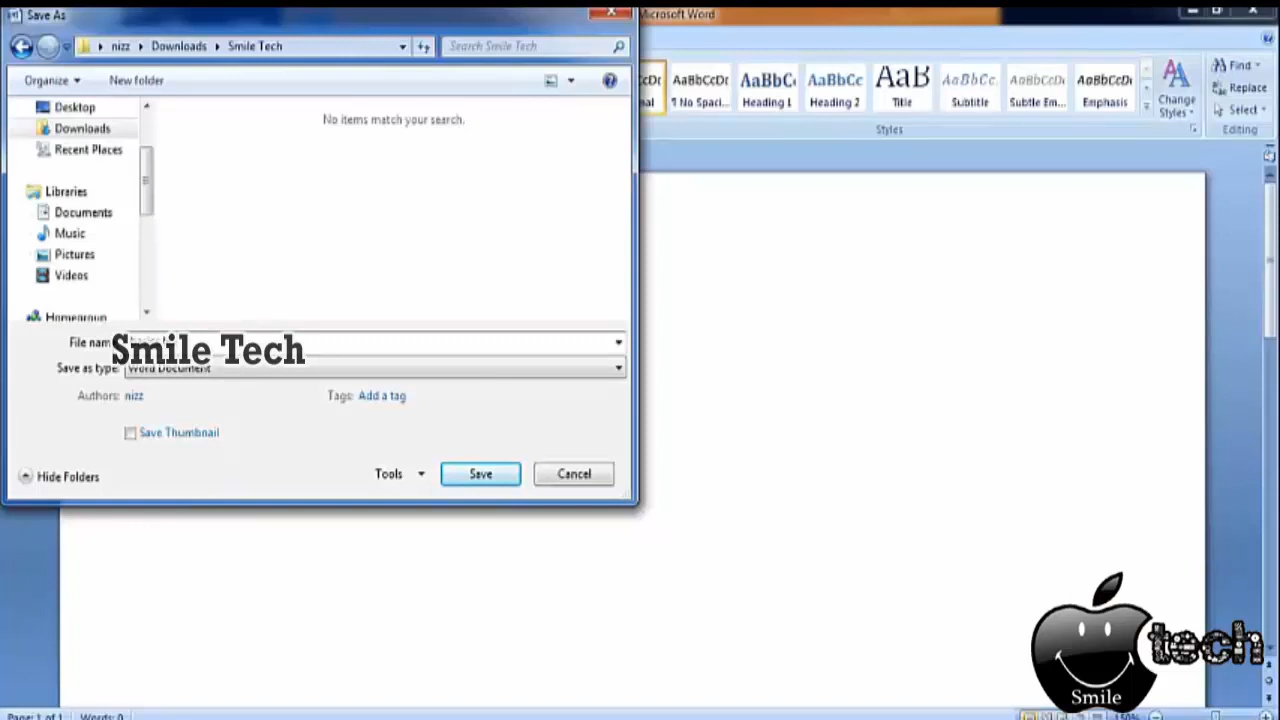 Save As
Microsoft Word
nizz Downloads Smile Tech
Search Smile Tech
Organize
New folder
Desktop
Downloads
Recent Places
Libraries
Documents
Music
Pictures
Videos
Homegroup
No items match your search.
File nam
Smile Tech
Save as type: Word Document
Authors: nizz
Tags: Add a tag
Save Thumbnail
Hide Folders
Tools
Save
Cancel
AaBbCcDc
¶ No Spaci...
AaBbC
Heading 1
AaBbCc
Heading 2
AaB
Title
AaBbCc.
Subtitle
AaBbCcDc
Subtle Em...
AaBbCcDc
Emphasis
Change
Styles
Styles
Find
Replace
Select
Editing
tech
Smile
Page: 1 of 1
Words: 0
150%